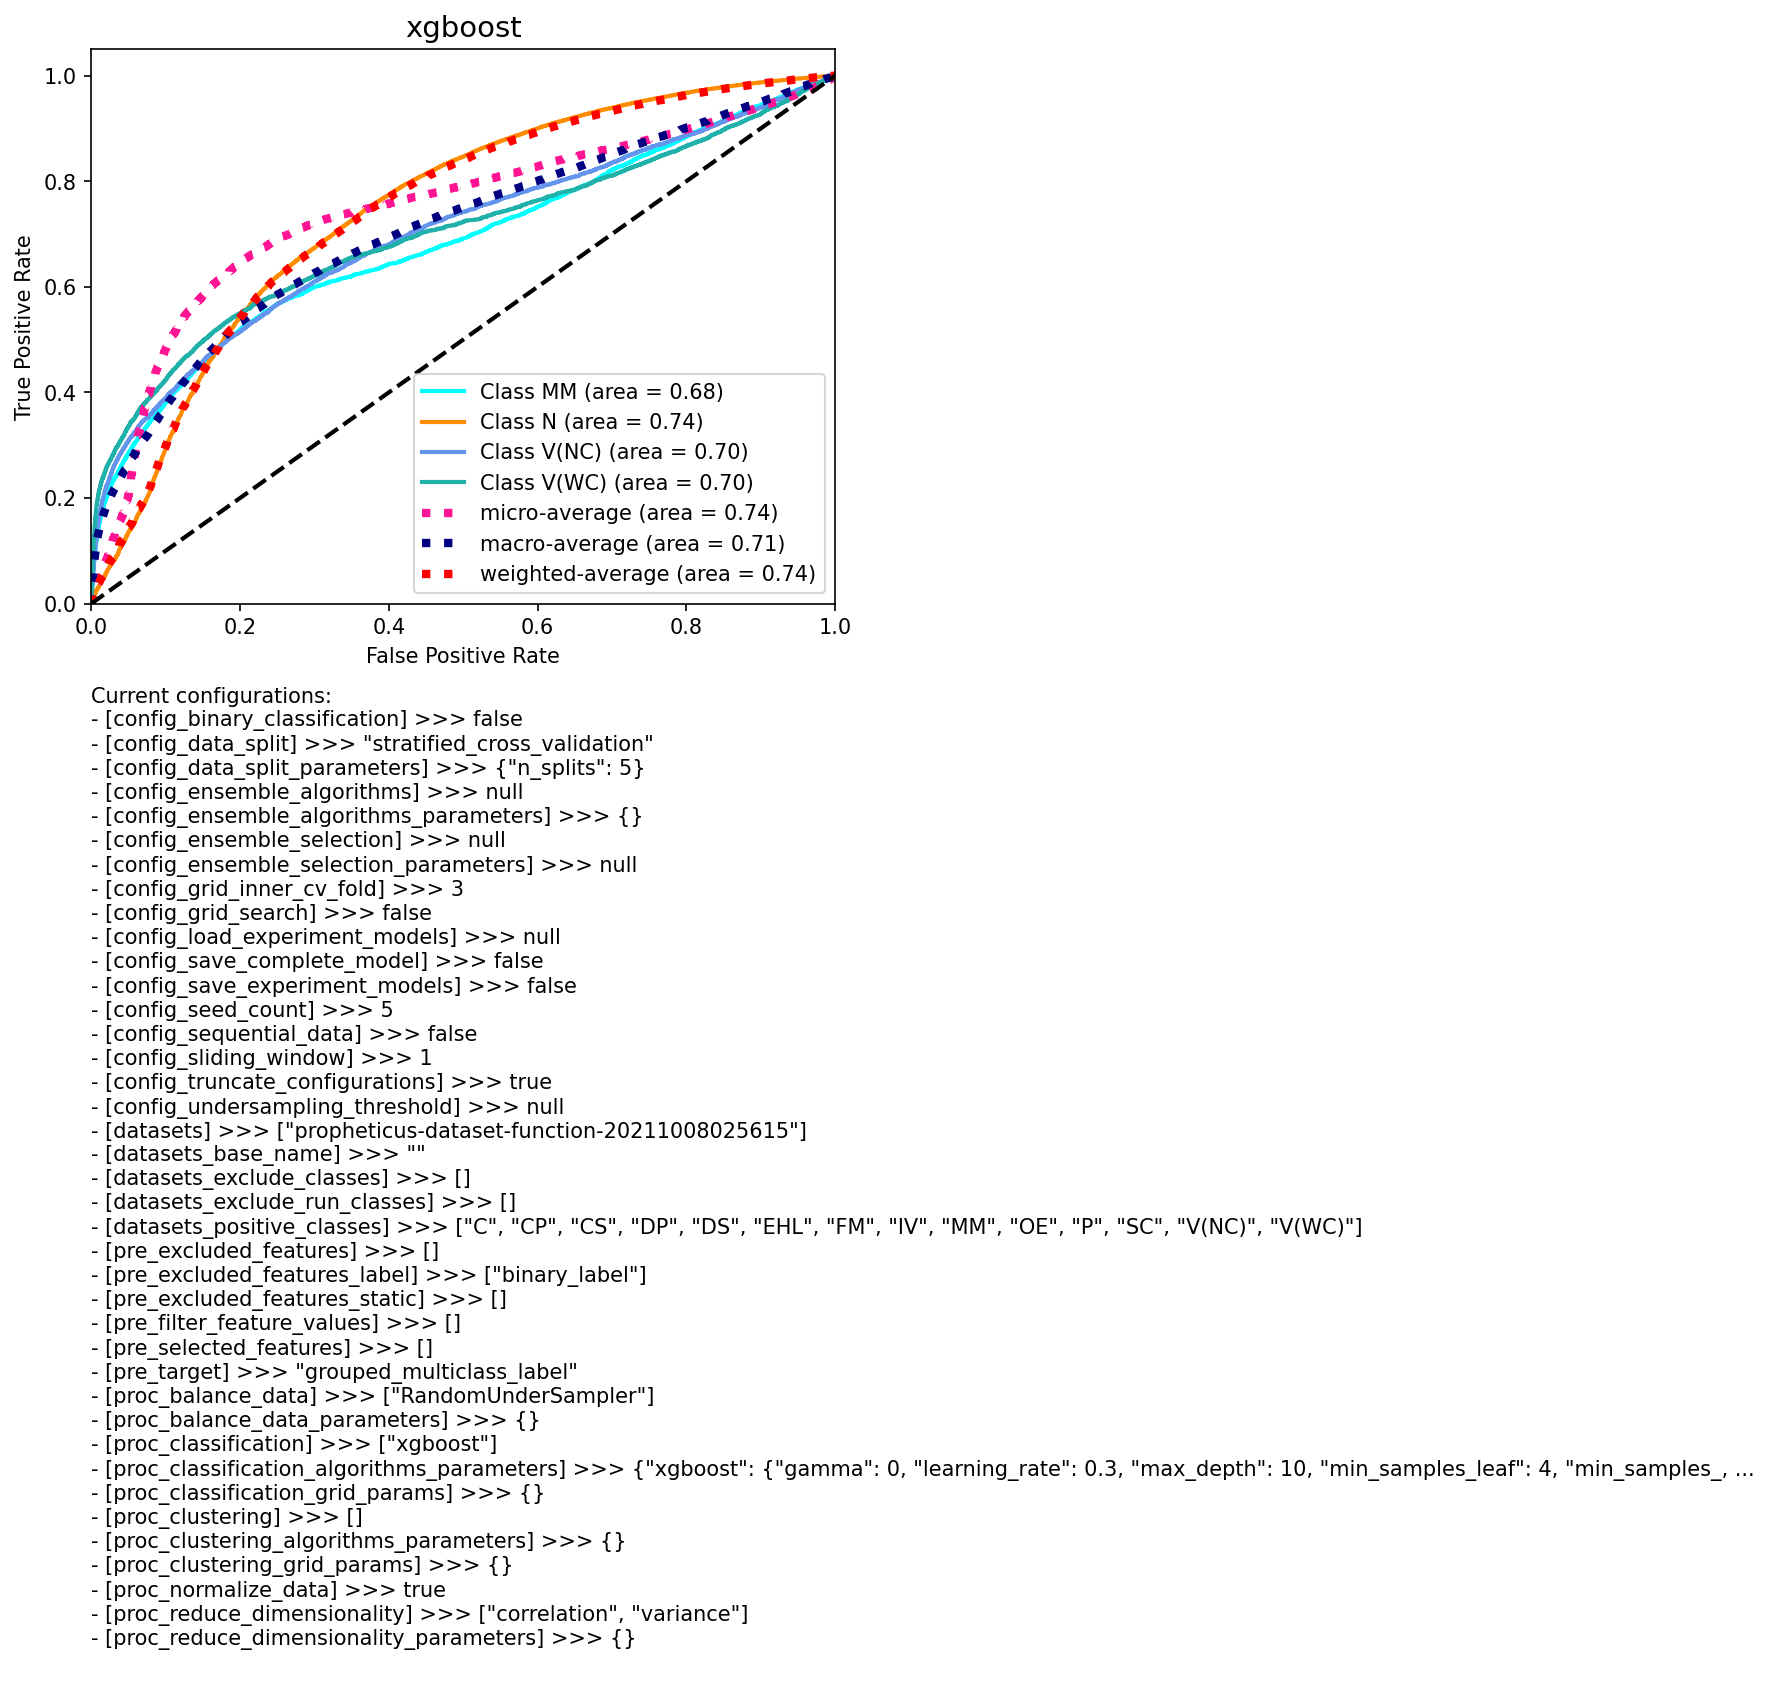 xgboost
1.0
0.8
0.6
0.4
0.2
0.0
True Positive Rate
Class MM (area = 0.68)
Class N (area = 0.74)
Class V(NC) (area = 0.70)
Class V(WC) (area = 0.70)
micro-average (area = 0.74)
macro-average (area = 0.71)
weighted-average (area = 0.74)
0.0 0.2 0.4 0.6 0.8 1.0
False Positive Rate
Current configurations:
- [config_binary_classification] >>> false
- [config_data_split] >>> "stratified_cross_validation"
- [config_data_split_parameters] >>> {"n_splits": 5}
- [config_ensemble_algorithms] >>> null
- [config_ensemble_algorithms_parameters] >>> {}
- [config_ensemble_selection] >>> null
- [config_ensemble_selection_parameters] >>> null
- [config_grid_inner_cv_fold] >>> 3
- [config_grid_search] >>> false
- [config_load_experiment_models] >>> null
- [config_save_complete_model] >>> false
- [config_save_experiment_models] >>> false
- [config_seed_count] >>> 5
- [config_sequential_data] >>> false
- [config_sliding_window] >>> 1
- [config_truncate_configurations] >>> true
- [config_undersampling_threshold] >>> null
- [datasets] >>> ["propheticus-dataset-function-20211008025615"]
- [datasets_base_name] >>> ""
- [datasets_exclude_classes] >>> []
- [datasets_exclude_run_classes] >>> []
- [datasets_positive_classes] >>> ["C", "CP", "CS", "DP", "DS", "EHL", "FM", "IV", "MM", "OE", "P", "SC", "V(NC)", "V(WC)"]
- [pre_excluded_features] >>> []
- [pre_excluded_features_label] >>> ["binary_label"]
- [pre_excluded_features_static] >>> []
- [pre_filter_feature_values] >>> []
- [pre_selected_features] >>> []
- [pre_target] >>> "grouped_multiclass_label"
- [proc_balance_data] >>> ["RandomUnderSampler"]
- [proc_balance_data_parameters] >>> {}
- [proc_classification] >>> ["xgboost"]
- [proc_classification_algorithms_parameters] >>> {"xgboost": {"gamma": 0, "learning_rate": 0.3, "max_depth": 10, "min_samples_leaf": 4, "min_samples_, ...
- [proc_classification_grid_params] >>> {}
- [proc_clustering] >>> []
- [proc_clustering_algorithms_parameters] >>> {}
- [proc_clustering_grid_params] >>> {}
- [proc_normalize_data] >>> true
- [proc_reduce_dimensionality] >>> ["correlation", "variance"]
- [proc_reduce_dimensionality_parameters] >>> {}